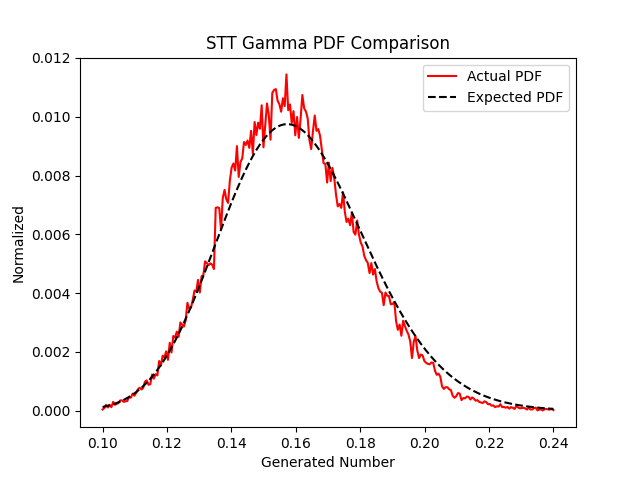 STT Gamma PDF Comparison
Actual PDF
Expected PDF
Normalized
0.012
0.010
0.008
0.006
0.004
0.002
0.000
0.10 0.12 0.14 0.16 0.18 0.20 0.22 0.24
Generated Number